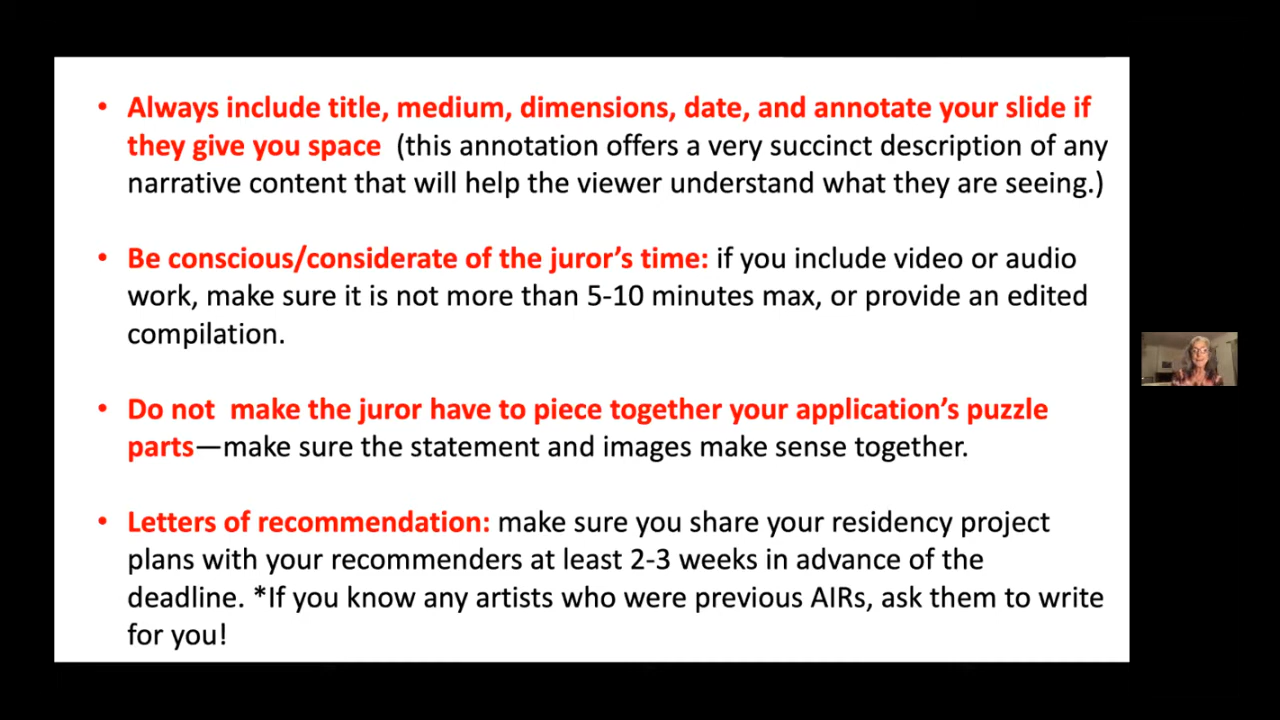 • Always include title, medium, dimensions, date, and annotate your slide if
they give you space (this annotation offers a very succinct description of any
narrative content that will help the viewer understand what they are seeing.)
• Be conscious/considerate of the juror’s time: if you include video or audio
work, make sure it is not more than 5-10 minutes max, or provide an edited
compilation.
• Do not make the juror have to piece together your application’s puzzle
parts—make sure the statement and images make sense together.
• Letters of recommendation: make sure you share your residency project
plans with your recommenders at least 2-3 weeks in advance of the
deadline. *If you know any artists who were previous AIRs, ask them to write
for you!